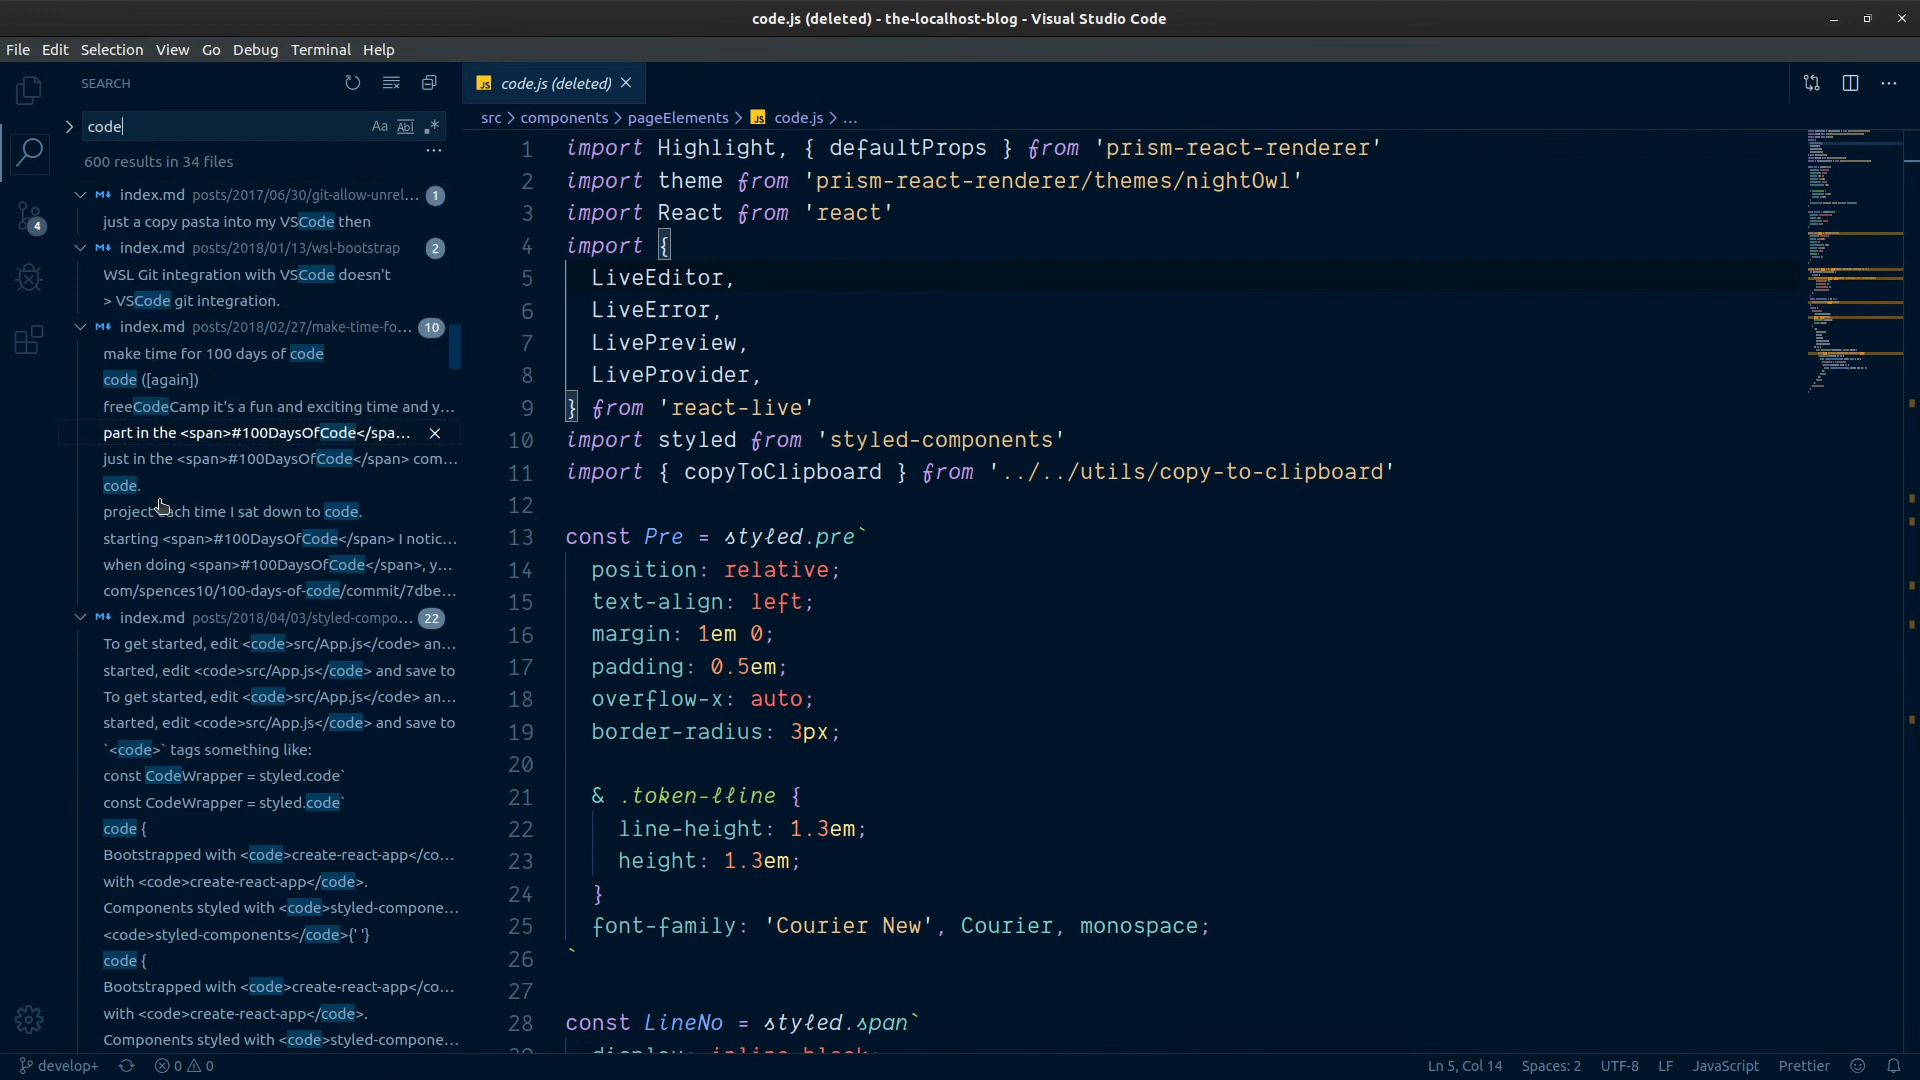 code.js (deleted) - the-localhost-blog - Visual Studio Code
File Edit Selection View Go Debug Terminal Help
SEARCH
code
Aa Abl .*
600 results in 34 files
index.md posts/2017/06/30/git-allow-unrel... 1
just a copy pasta into my VSCode then
index.md posts/2018/01/13/wsl-bootstrap 2
WSL Git integration with VSCode doesn't
> VSCode git integration.
index.md posts/2018/02/27/make-time-fo... 10
make time for 100 days of code
code ([again])
freeCodeCamp it's a fun and exciting time and y...
part in the <span>#100DaysOfCode</spa...
just in the <span>#100DaysOfCode</span> com...
code.
project each time I sat down to code.
starting <span>#100DaysOfCode</span> I notic...
when doing <span>#100DaysOfCode</span>, y...
com/spences10/100-days-of-code/commit/7dbe...
index.md posts/2018/04/03/styled-compo... 22
To get started, edit <code>src/App.js</code> an...
started, edit <code>src/App.js</code> and save to
To get started, edit <code>src/App.js</code> an...
started, edit <code>src/App.js</code> and save to
`<code>` tags something like:
const CodeWrapper = styled.code`
const CodeWrapper = styled.code`
code {
Bootstrapped with <code>create-react-app</co...
with <code>create-react-app</code>.
Components styled with <code>styled-compone...
<code>styled-components</code>{' '}
code {
Bootstrapped with <code>create-react-app</co...
with <code>create-react-app</code>.
Components styled with <code>styled-compone...
4
JS code.js (deleted)
src > components > pageElements > JS code.js > ...
1 import Highlight, { defaultProps } from 'prism-react-renderer'
2 import theme from 'prism-react-renderer/themes/nightOwl'
3 import React from 'react'
4 import {
5 LiveEditor,
6 LiveError,
7 LivePreview,
8 LiveProvider,
9 } from 'react-live'
10 import styled from 'styled-components'
11 import { copyToClipboard } from '../../utils/copy-to-clipboard'
12
13 const Pre = styled.pre`
14 position: relative;
15 text-align: left;
16 margin: 1em 0;
17 padding: 0.5em;
18 overflow-x: auto;
19 border-radius: 3px;
20
21 & .token-line {
22 line-height: 1.3em;
23 height: 1.3em;
24 }
25 font-family: 'Courier New', Courier, monospace;
26 `
27
28 const LineNo = styled.span`
display: inline-block;
develop+ 0 0 Ln 5, Col 14 Spaces: 2 UTF-8 LF JavaScript Prettier